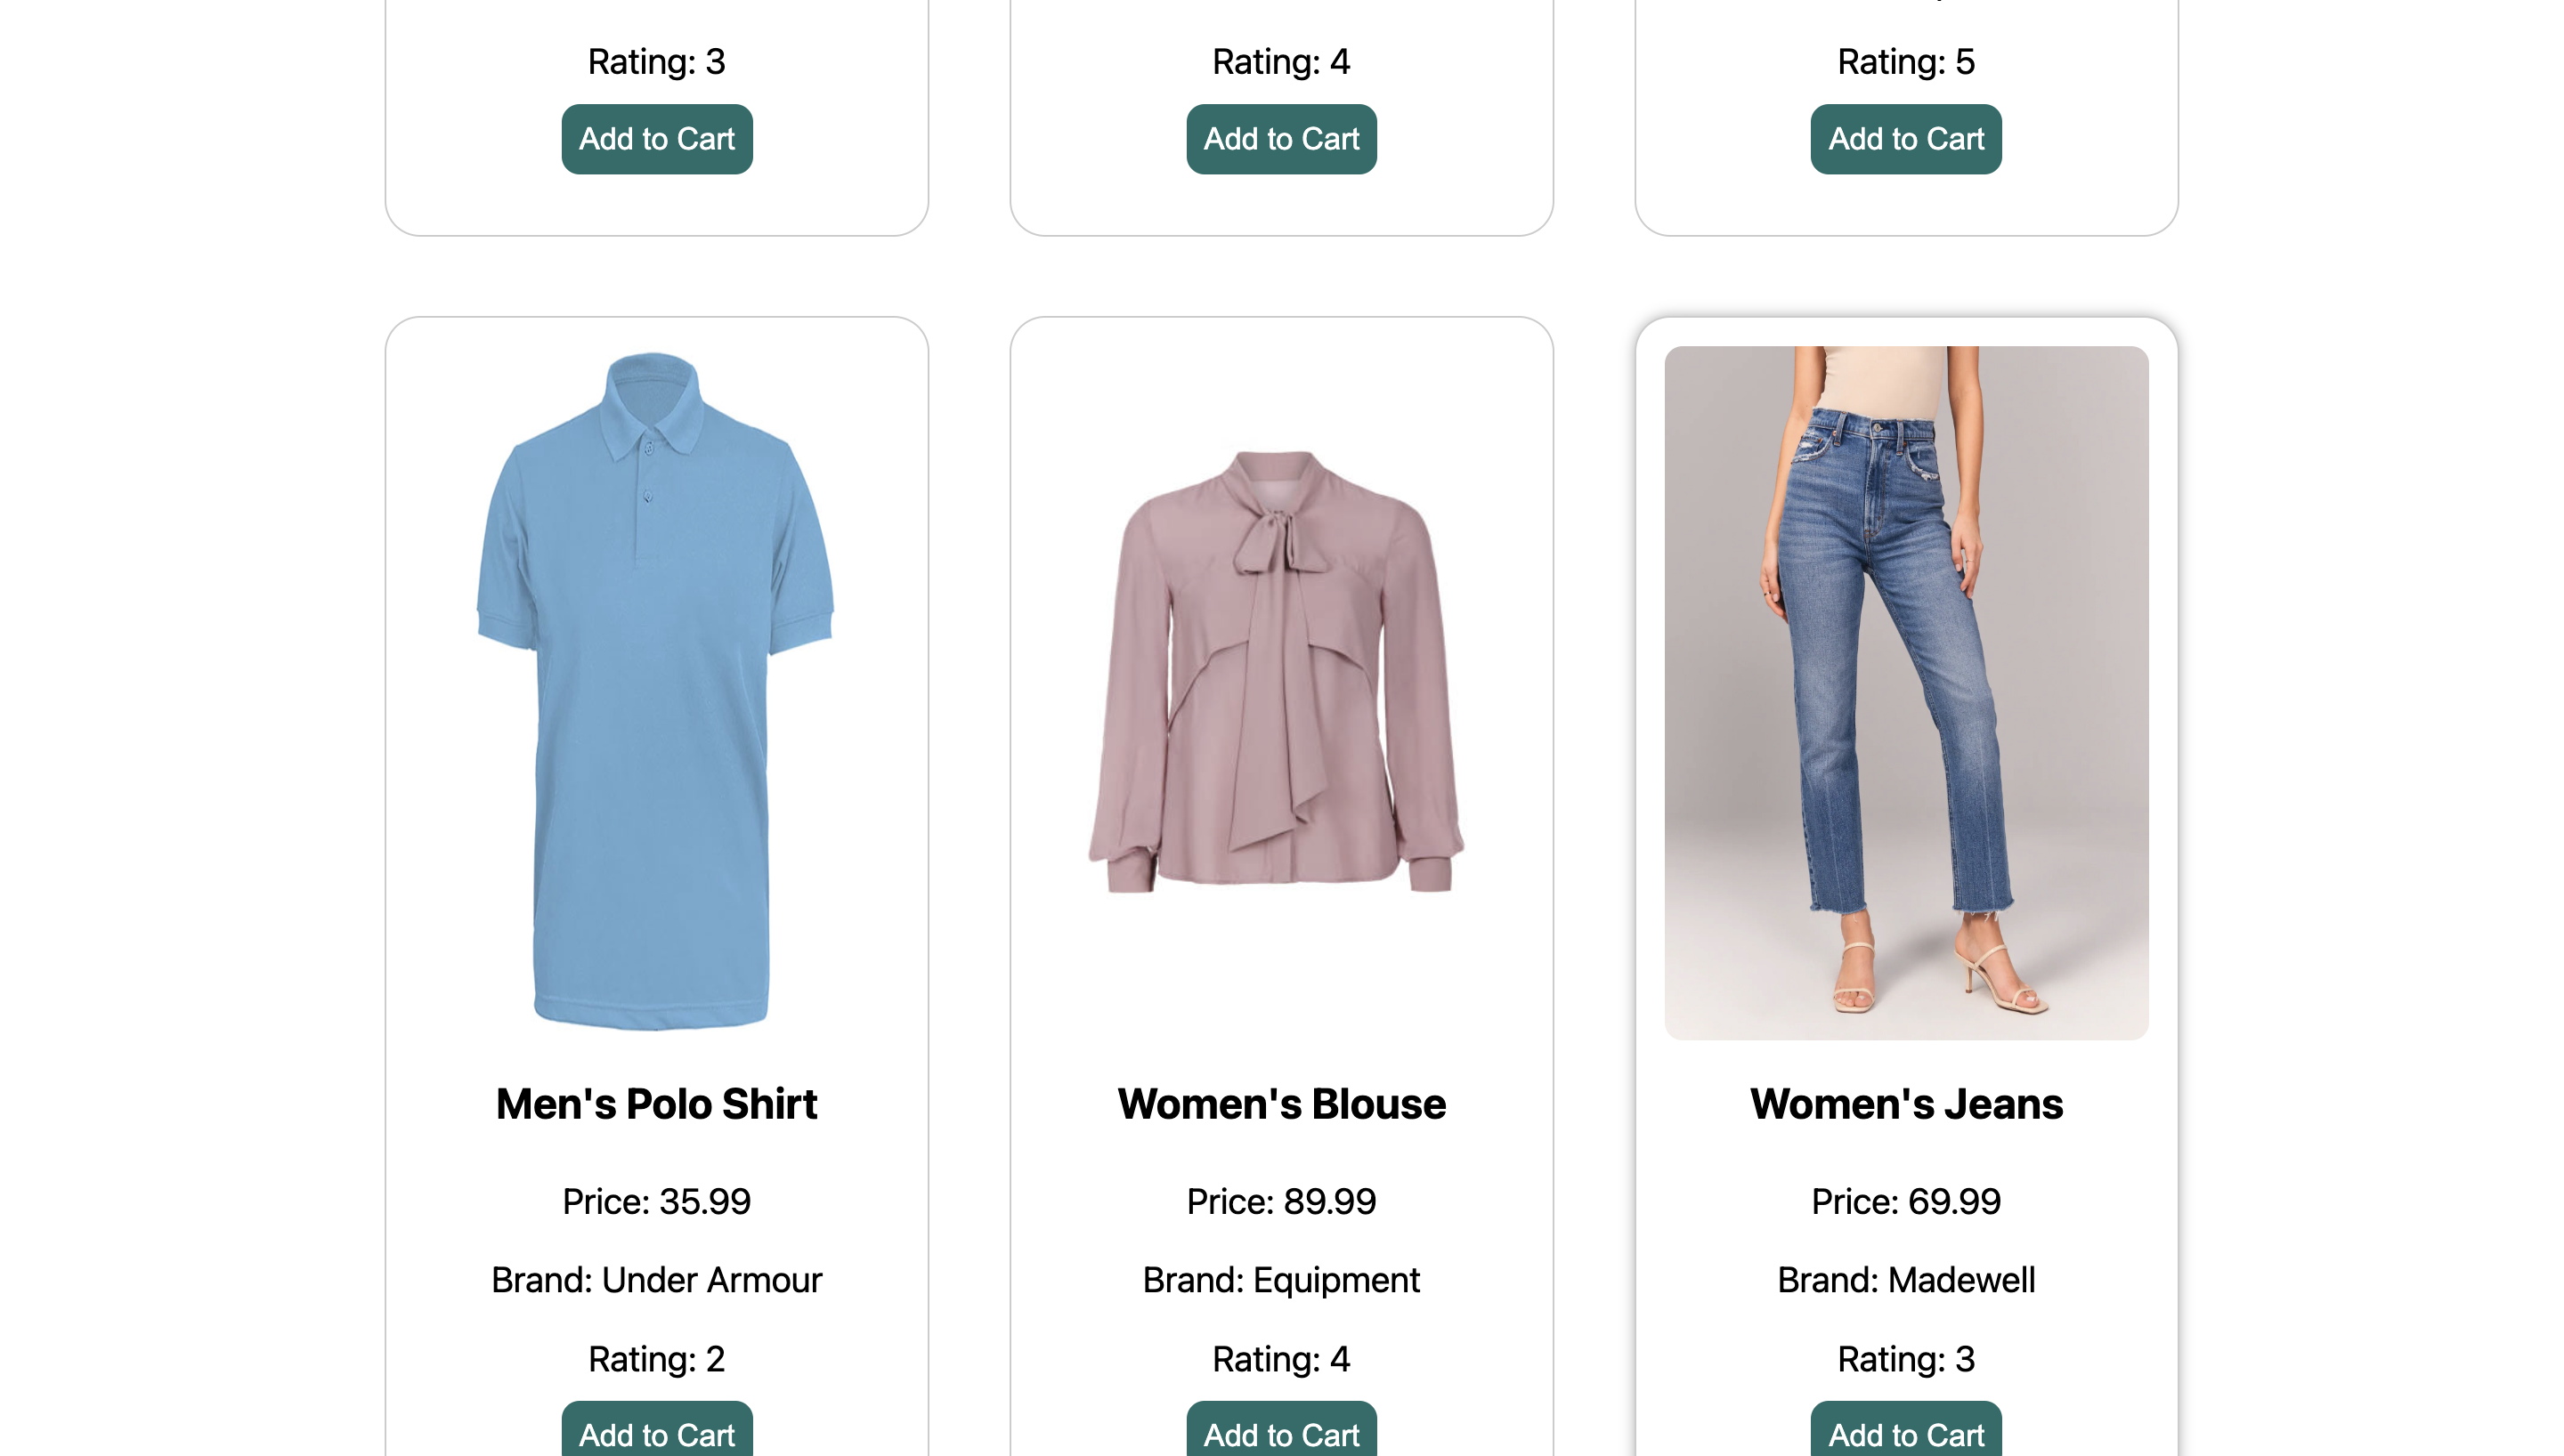 Rating: 3
Rating: 4
Rating: 5
Add to Cart
Add to Cart
Add to Cart
Men's Polo Shirt
Women's Blouse
Women's Jeans
Price: 35.99
Price: 89.99
Price: 69.99
Brand: Under Armour
Brand: Equipment
Brand: Madewell
Rating: 2
Rating: 4
Rating: 3
Add to Cart
Add to Cart
Add to Cart